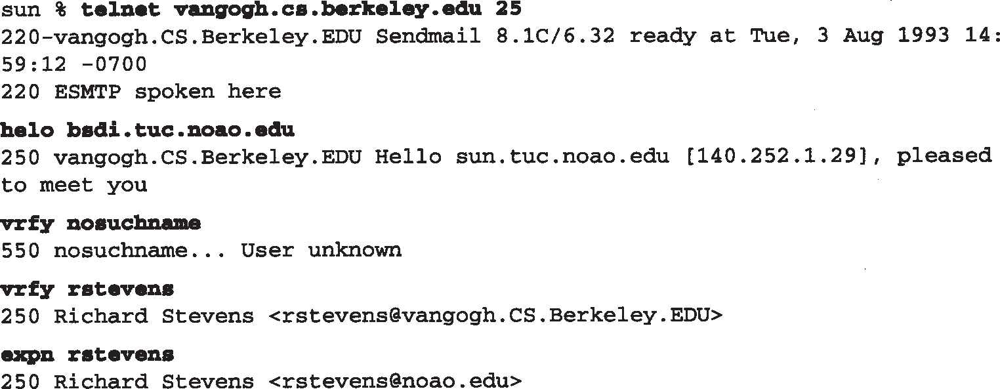 sun % telnet vangogh.cs.berkeley.edu 25
220-vangogh.CS.Berkeley.EDU Sendmail 8.1C/6.32 ready at Tue, 3 Aug 1993 14:
59:12 -0700
220 ESMTP spoken here
helo bsdi.tuc.noao.edu
250 vangogh.CS.Berkeley.EDU Hello sun.tuc.noao.edu [140.252.1.29], pleased
to meet you
vrfy nosuchname
550 nosuchname... User unknown
vrfy rstevens
250 Richard Stevens <rstevens@vangogh.CS.Berkeley.EDU>
expn rstevens
250 Richard Stevens <rstevens@noao.edu>